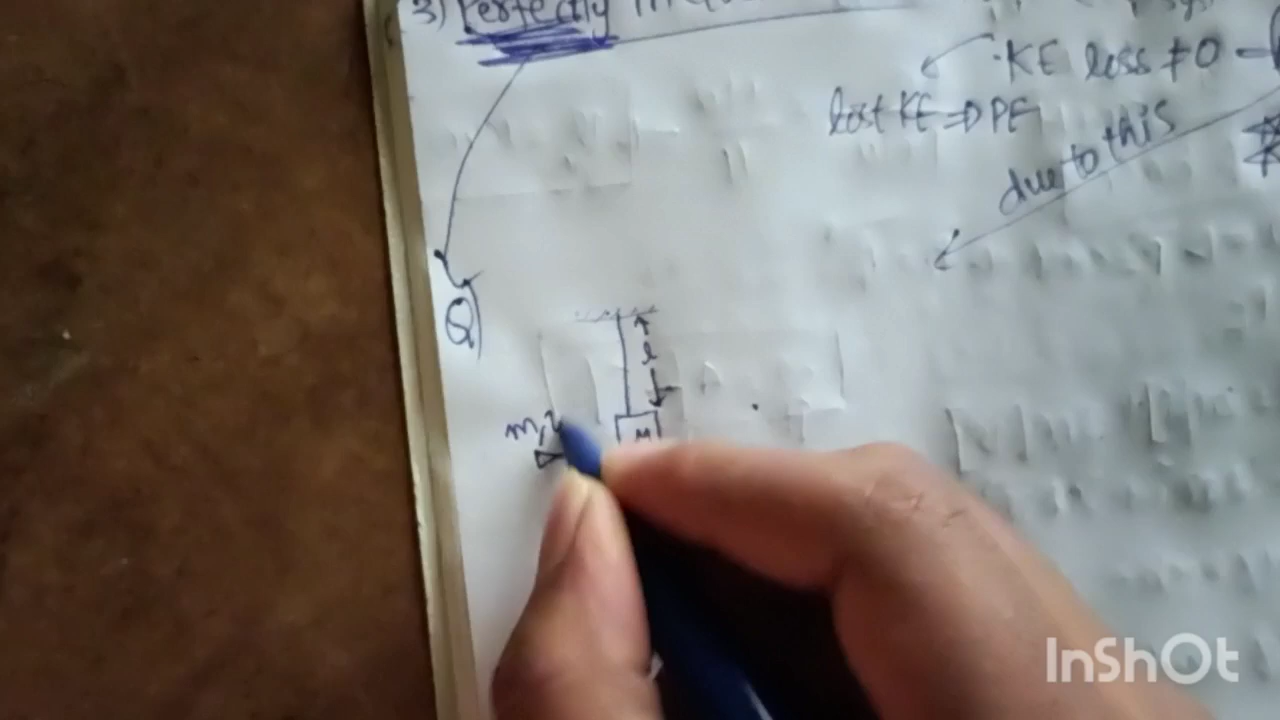 3) Perfectly
KE loss ≠ 0
lost KE ⇒ PE
due to this
Q)
l
m,
M
InShOt